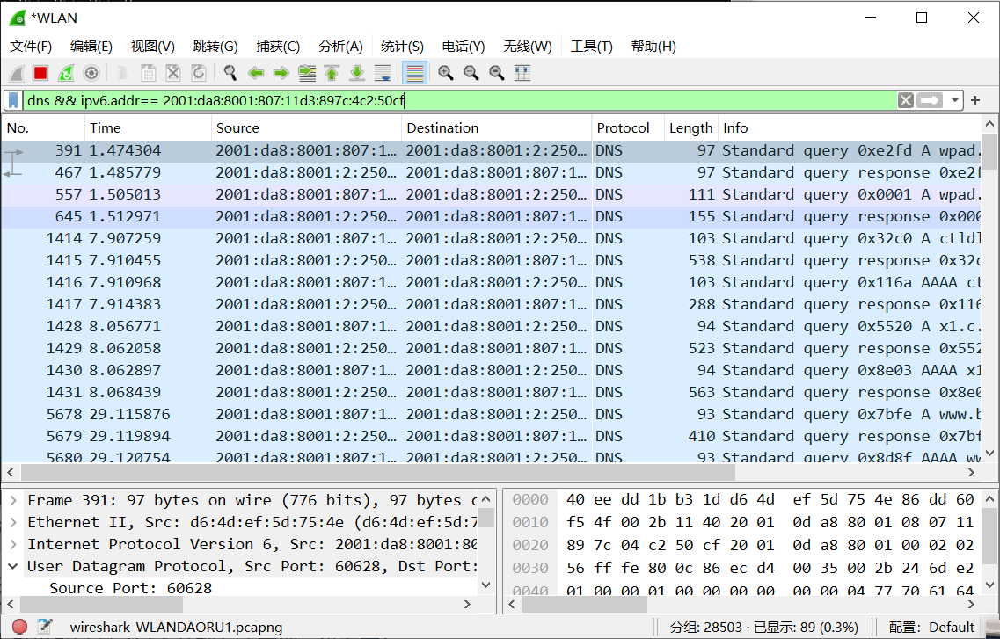 *WLAN
文件(F) 编辑(E) 视图(V) 跳转(G) 捕获(C) 分析(A) 统计(S) 电话(Y) 无线(W) 工具(T) 帮助(H)
dns && ipv6.addr== 2001:da8:8001:807:11d3:897c:4c2:50cf
No. Time Source Destination Protocol Length Info
391 1.474304 2001:da8:8001:807:1… 2001:da8:8001:2:250… DNS 97 Standard query 0xe2fd A wpad.
467 1.485779 2001:da8:8001:2:250… 2001:da8:8001:807:1… DNS 97 Standard query response 0xe2f
557 1.505013 2001:da8:8001:807:1… 2001:da8:8001:2:250… DNS 111 Standard query 0x0001 A wpad.
645 1.512971 2001:da8:8001:2:250… 2001:da8:8001:807:1… DNS 155 Standard query response 0x000
1414 7.907259 2001:da8:8001:807:1… 2001:da8:8001:2:250… DNS 103 Standard query 0x32c0 A ctldl
1415 7.910455 2001:da8:8001:2:250… 2001:da8:8001:807:1… DNS 538 Standard query response 0x32c
1416 7.910968 2001:da8:8001:807:1… 2001:da8:8001:2:250… DNS 103 Standard query 0x116a AAAA ct
1417 7.914383 2001:da8:8001:2:250… 2001:da8:8001:807:1… DNS 288 Standard query response 0x116
1428 8.056771 2001:da8:8001:807:1… 2001:da8:8001:2:250… DNS 94 Standard query 0x5520 A x1.c.
1429 8.062058 2001:da8:8001:2:250… 2001:da8:8001:807:1… DNS 523 Standard query response 0x552
1430 8.062897 2001:da8:8001:807:1… 2001:da8:8001:2:250… DNS 94 Standard query 0x8e03 AAAA x1
1431 8.068439 2001:da8:8001:2:250… 2001:da8:8001:807:1… DNS 563 Standard query response 0x8e0
5678 29.115876 2001:da8:8001:807:1… 2001:da8:8001:2:250… DNS 93 Standard query 0x7bfe A www.b
5679 29.119894 2001:da8:8001:2:250… 2001:da8:8001:807:1… DNS 410 Standard query response 0x7bf
5680 29.120754 2001:da8:8001:807:1… 2001:da8:8001:2:250… DNS 93 Standard query 0x8d8f AAAA ww
Frame 391: 97 bytes on wire (776 bits), 97 bytes c
Ethernet II, Src: d6:4d:ef:5d:75:4e (d6:4d:ef:5d:7
Internet Protocol Version 6, Src: 2001:da8:8001:80
User Datagram Protocol, Src Port: 60628, Dst Port:
Source Port: 60628
0000 40 ee dd 1b b3 1d d6 4d ef 5d 75 4e 86 dd 60
0010 f5 4f 00 2b 11 40 20 01 0d a8 80 01 08 07 11
0020 89 7c 04 c2 50 cf 20 01 0d a8 80 01 00 02 02
0030 56 ff fe 80 0c 86 ec d4 00 35 00 2b 24 6d e2
0040 01 00 00 01 00 00 00 00 00 00 04 77 70 61 64
wireshark_WLANDAORU1.pcapng 分组: 28503 · 已显示: 89 (0.3%) 配置: Default